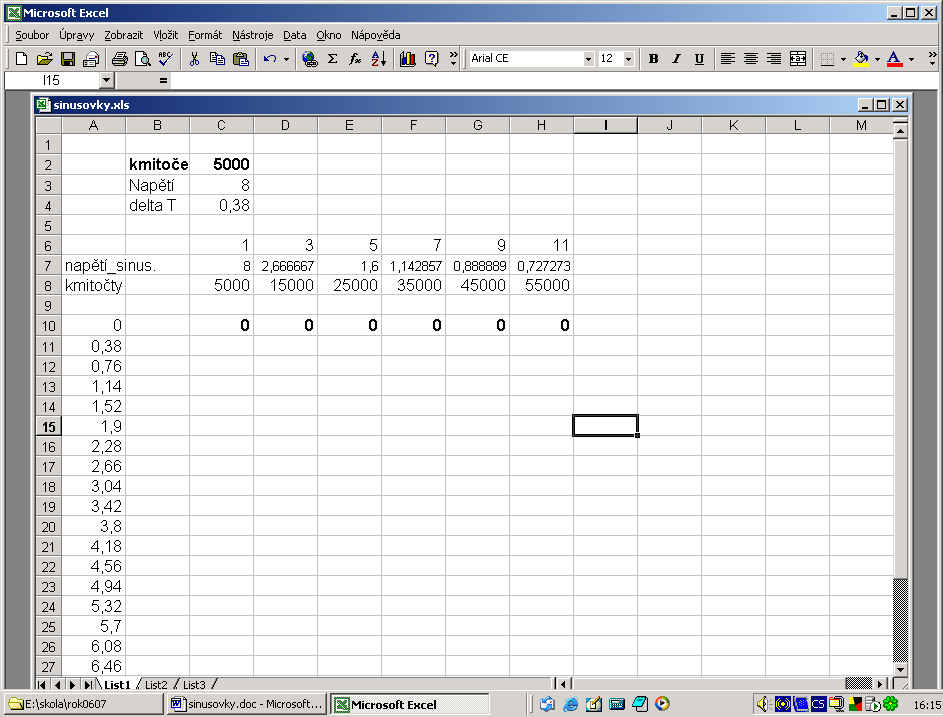 Microsoft Excel
Soubor Úpravy Zobrazit Vložit Formát Nástroje Data Okno Nápověda
Arial CE 12 B I U
I15 =
sinusovky.xls
A B C D E F G H I J K L M
1
2 kmitoče 5000
3 Napětí 8
4 delta T 0,38
5
6 1 3 5 7 9 11
7 napětí_sinus. 8 2,666667 1,6 1,142857 0,888889 0,727273
8 kmitočty 5000 15000 25000 35000 45000 55000
9
10 0 0 0 0 0 0 0
11 0,38
12 0,76
13 1,14
14 1,52
15 1,9
16 2,28
17 2,66
18 3,04
19 3,42
20 3,8
21 4,18
22 4,56
23 4,94
24 5,32
25 5,7
26 6,08
27 6,46
List1 List2 List3
E:\skola\rok0607 sinusovky.doc - Microsoft... Microsoft Excel CS 16:15